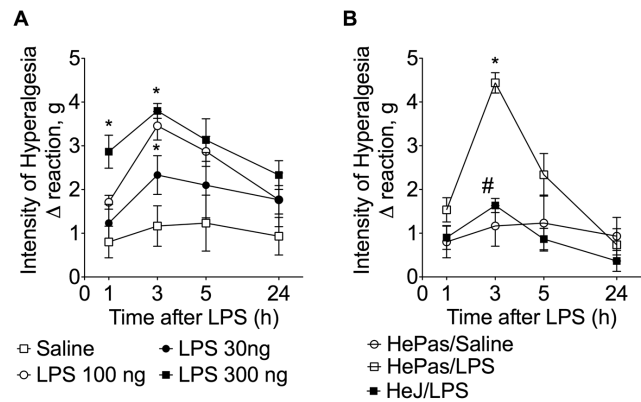 A
Intensity of Hyperalgesia
Δ reaction, g
5
4
3
2
1
0
* * *
0 1 3 5 24
Time after LPS (h)
Saline LPS 30ng
LPS 100 ng LPS 300 ng
B
Intensity of Hyperalgesia
Δ reaction, g
5
4
3
2
1
0
*
#
0 1 3 5 24
Time after LPS (h)
HePas/Saline
HePas/LPS
HeJ/LPS